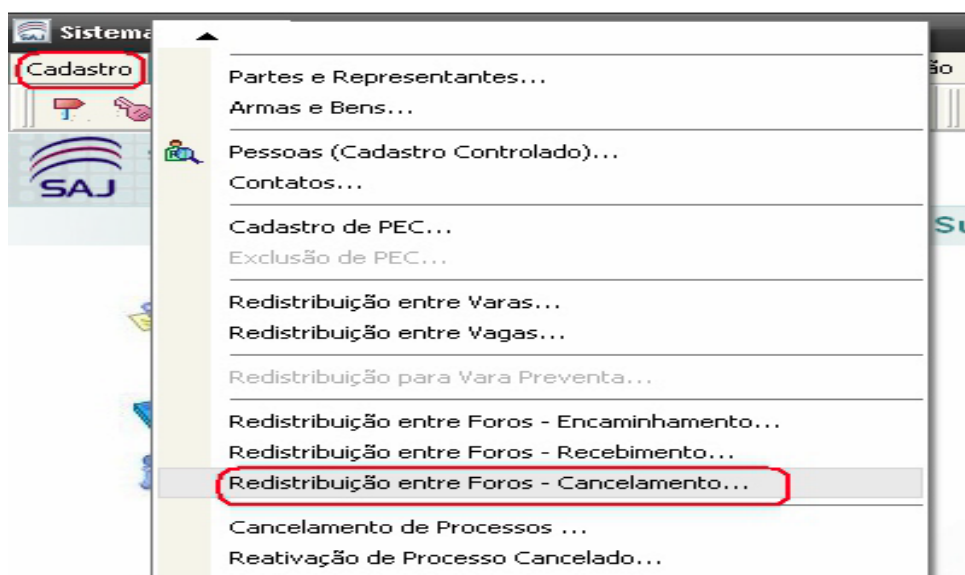 Sistema
Cadastro
ão
SAJ
Su
Partes e Representantes...
Armas e Bens...
Pessoas (Cadastro Controlado)...
Contatos...
Cadastro de PEC...
Exclusão de PEC...
Redistribuição entre Varas...
Redistribuição entre Vagas...
Redistribuição para Vara Preventa...
Redistribuição entre Foros - Encaminhamento...
Redistribuição entre Foros - Recebimento...
Redistribuição entre Foros - Cancelamento...
Cancelamento de Processos ...
Reativação de Processo Cancelado...